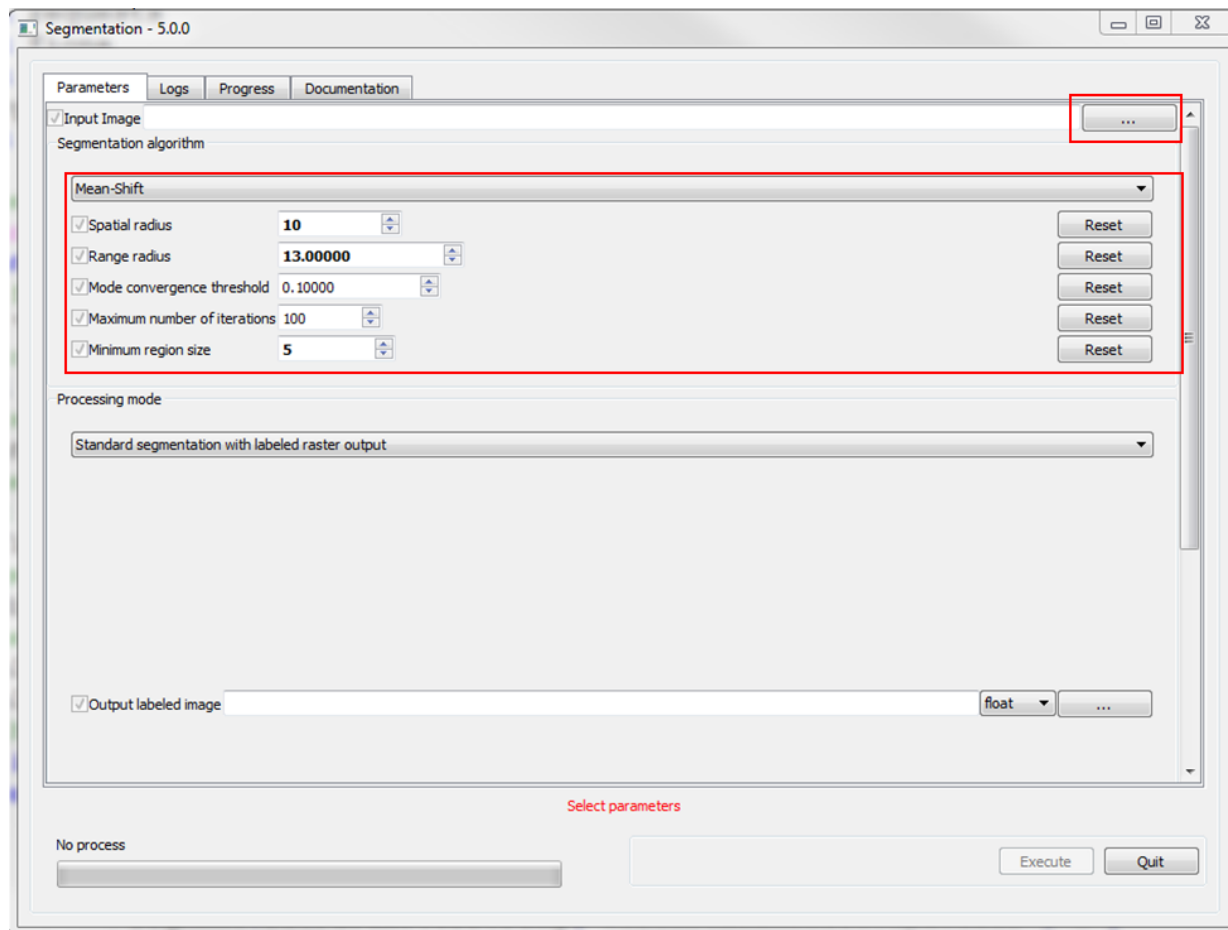 Segmentation - 5.0.0
Parameters Logs Progress Documentation
Input Image ...
Segmentation algorithm
Mean-Shift
Spatial radius 10 Reset
Range radius 13.00000 Reset
Mode convergence threshold 0.10000 Reset
Maximum number of iterations 100 Reset
Minimum region size 5 Reset
Processing mode
Standard segmentation with labeled raster output
Output labeled image float ...
Select parameters
No process
Execute Quit